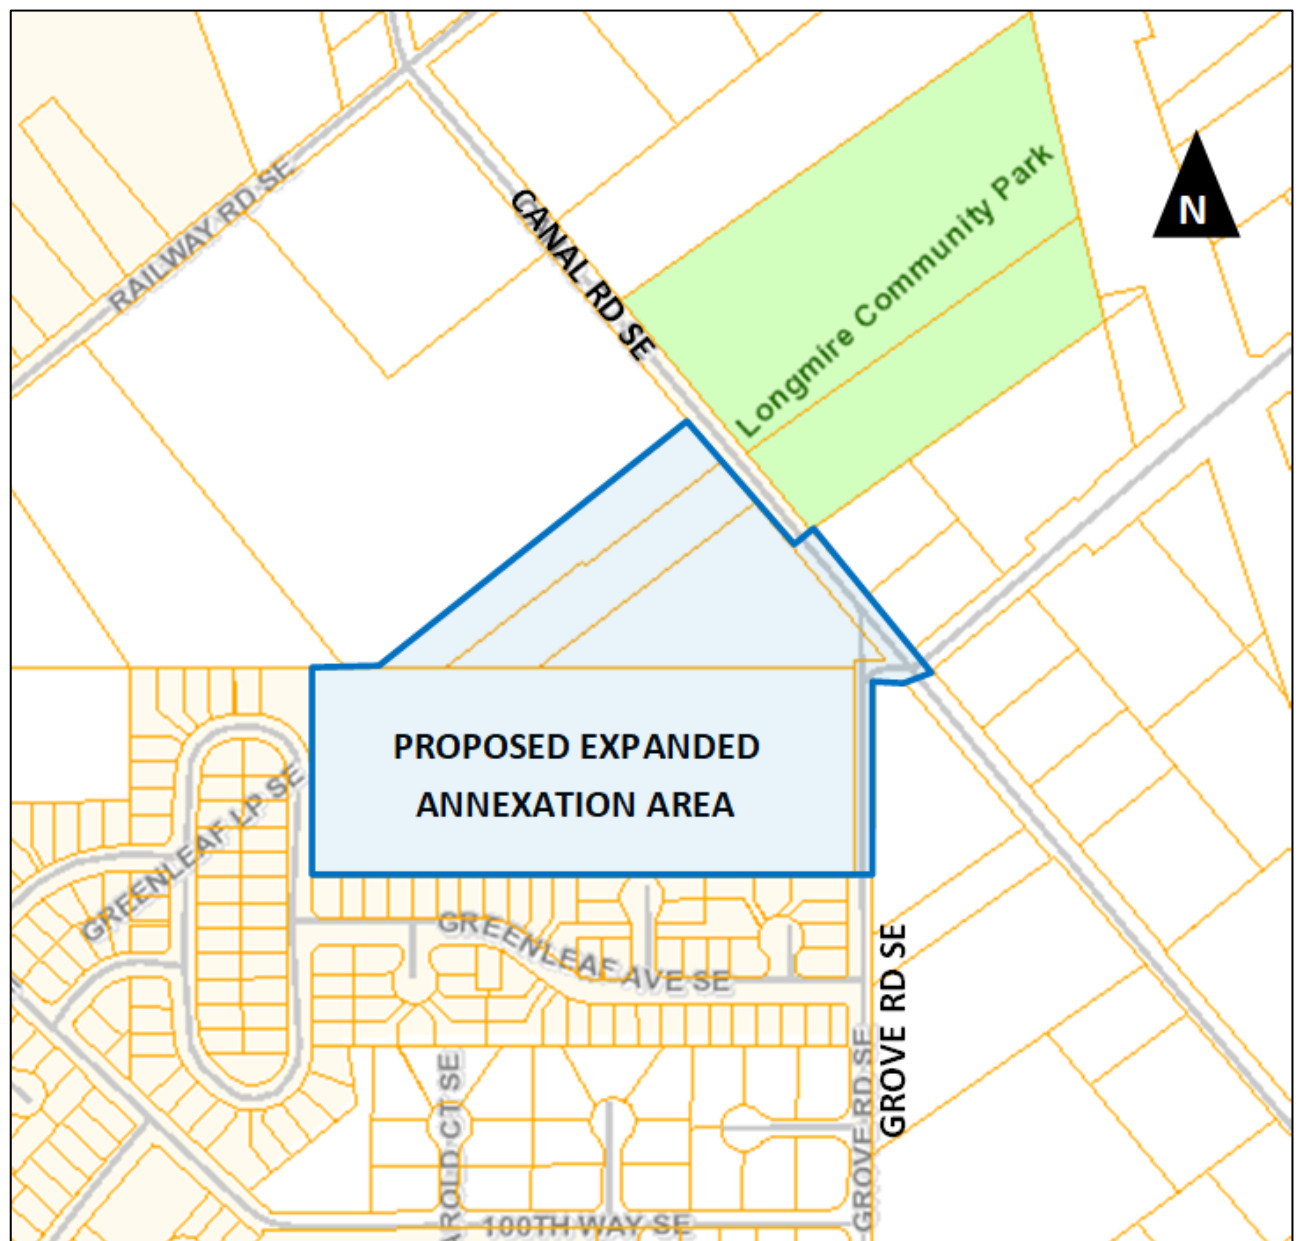 RAILWAY RD SE
CANAL RD SE
Longmire Community Park
N
PROPOSED EXPANDED
ANNEXATION AREA
GREENLEAF LP SE
GREENLEAF AVE SE
GROVE RD SE
GROVE RD SE
AROLD CT SE
100TH WAY SE